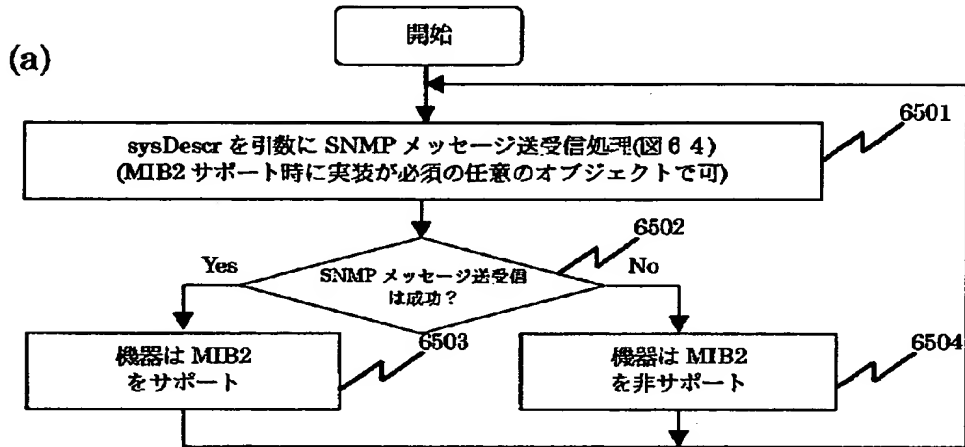 開始
(a)
6501
sysDescr を引数に SNMP メッセージ送受信処理(図６４)
(MIB2 サポート時に実装が必須の任意のオブジェクトで可)
6502
Yes
No
SNMP メッセージ送受信
は成功？
6503
6504
機器は MIB2
をサポート
機器は MIB2
を非サポート